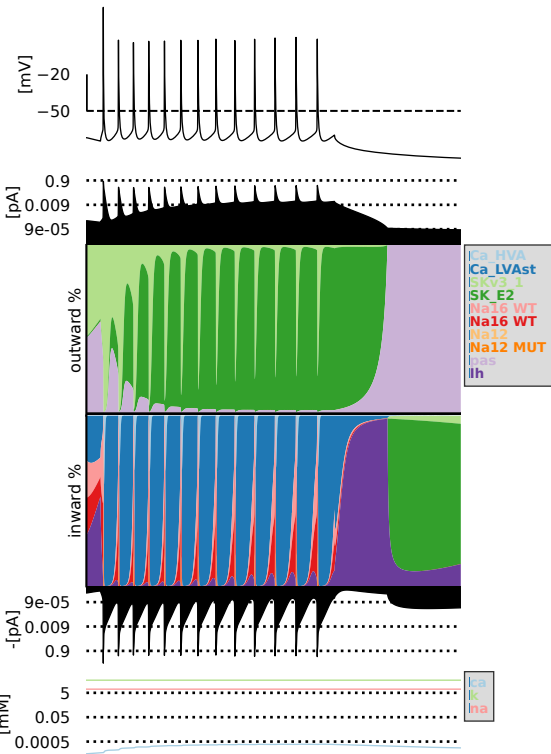 [mV]
−20
−50
[pA]
0.9
0.009
9e-05
outward %
Ca_HVA
Ca_LVAst
SKv3_1
SK_E2
Na16 WT
Na16 WT
Na12
Na12 MUT
pas
Ih
inward %
-[pA]
9e-05
0.009
0.9
[mM]
5
0.05
0.0005
ca
k
na